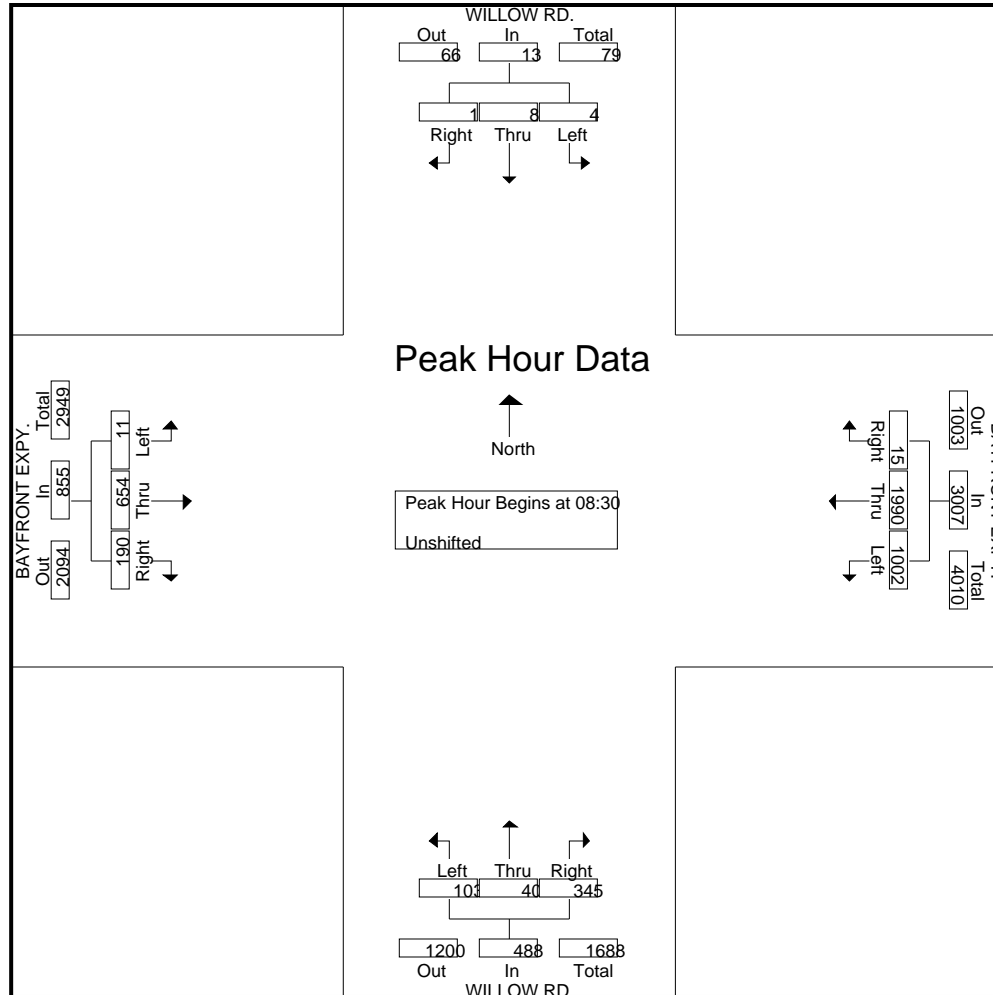 WILLOW RD.
Out In Total
66 13 79
1 8 4
Right Thru Left
Peak Hour Data
North
Peak Hour Begins at 08:30
Unshifted
BAYFRONT EXPY.
Total In Out
2949 855 2094
11 654 190
Left Thru Right
Out In Total
1003 3007 4010
15 1990 1002
Right Thru Left
Left Thru Right
103 40 345
1200 488 1688
Out In Total
WILLOW RD.